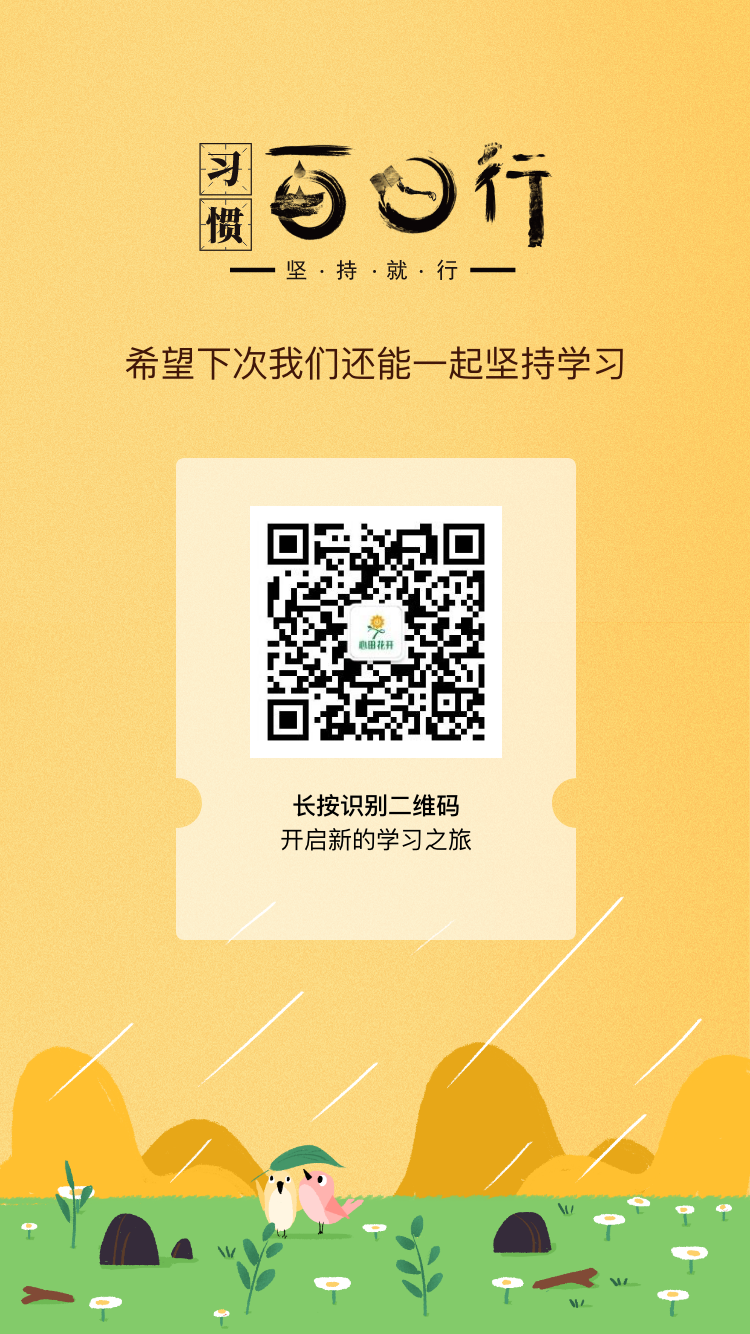 习惯
百日行
坚·持·就·行
希望下次我们还能一起坚持学习
心田花开
长按识别二维码
开启新的学习之旅